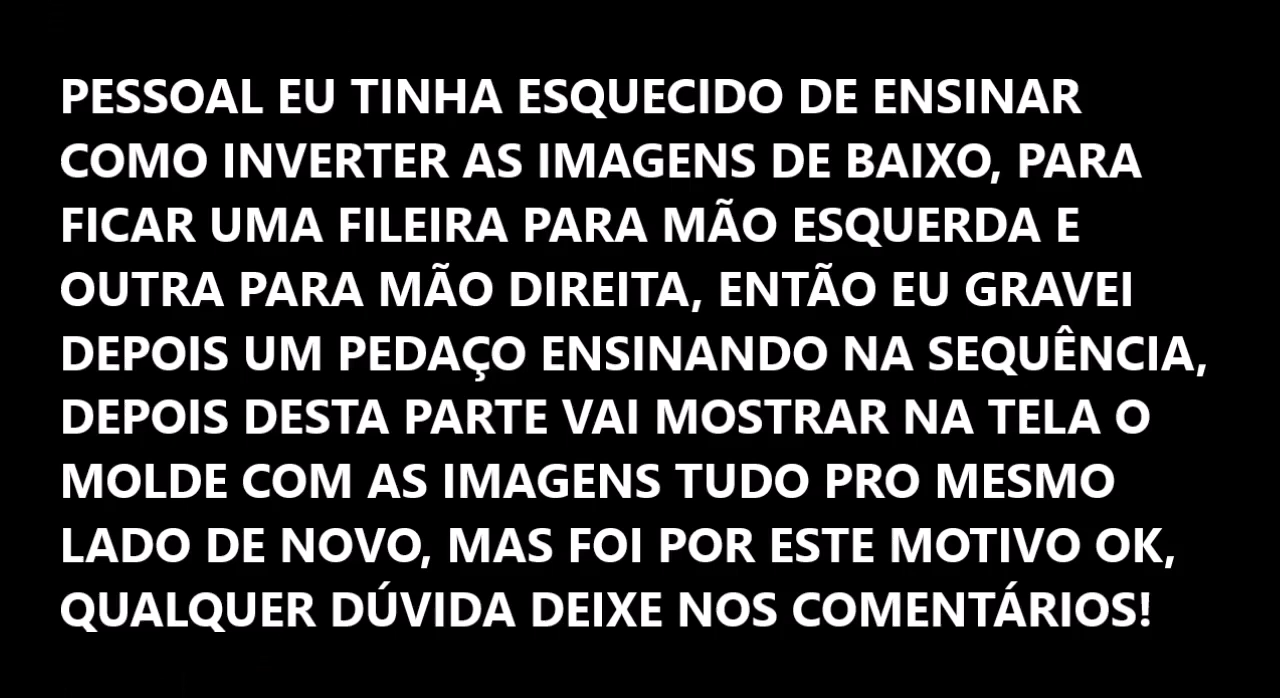 PESSOAL EU TINHA ESQUECIDO DE ENSINAR
COMO INVERTER AS IMAGENS DE BAIXO, PARA
FICAR UMA FILEIRA PARA MÃO ESQUERDA E
OUTRA PARA MÃO DIREITA, ENTÃO EU GRAVEI
DEPOIS UM PEDAÇO ENSINANDO NA SEQUÊNCIA,
DEPOIS DESTA PARTE VAI MOSTRAR NA TELA O
MOLDE COM AS IMAGENS TUDO PRO MESMO
LADO DE NOVO, MAS FOI POR ESTE MOTIVO OK,
QUALQUER DÚVIDA DEIXE NOS COMENTÁRIOS!